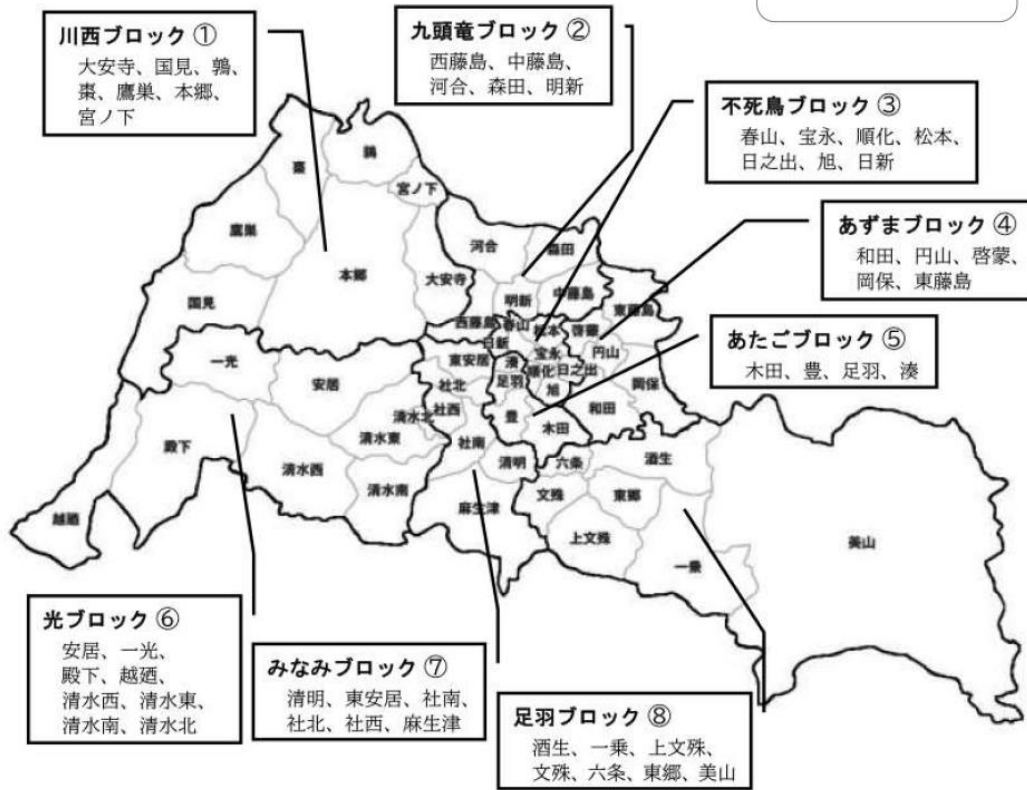 川西ブロック ①
大安寺、国見、鶉、
棗、鷹巣、本郷、
宮ノ下
九頭竜ブロック ②
西藤島、中藤島、
河合、森田、明新
不死鳥ブロック ③
春山、宝永、順化、松本、
日之出、旭、日新
あずまブロック ④
和田、円山、啓蒙、
岡保、東藤島
あたごブロック ⑤
木田、豊、足羽、湊
鶉
棗
宮ノ下
鷹巣
河合
森田
本郷
大安寺
明新
中藤島
国見
東藤島
西藤島
春山
松本
啓蒙
日新
宝永
円山
一光
東安居
湊
順化
日之出
安居
社北
足羽
旭
岡保
清水北
社西
豊
和田
清水東
木田
殿下
社南
清水西
清明
六条
酒生
清水南
文殊
東郷
越廼
麻生津
上文殊
一乗
美山
光ブロック ⑥
安居、一光、
殿下、越廼、
清水西、清水東、
清水南、清水北
みなみブロック ⑦
清明、東安居、社南、
社北、社西、麻生津
足羽ブロック ⑧
酒生、一乗、上文殊、
文殊、六条、東郷、美山